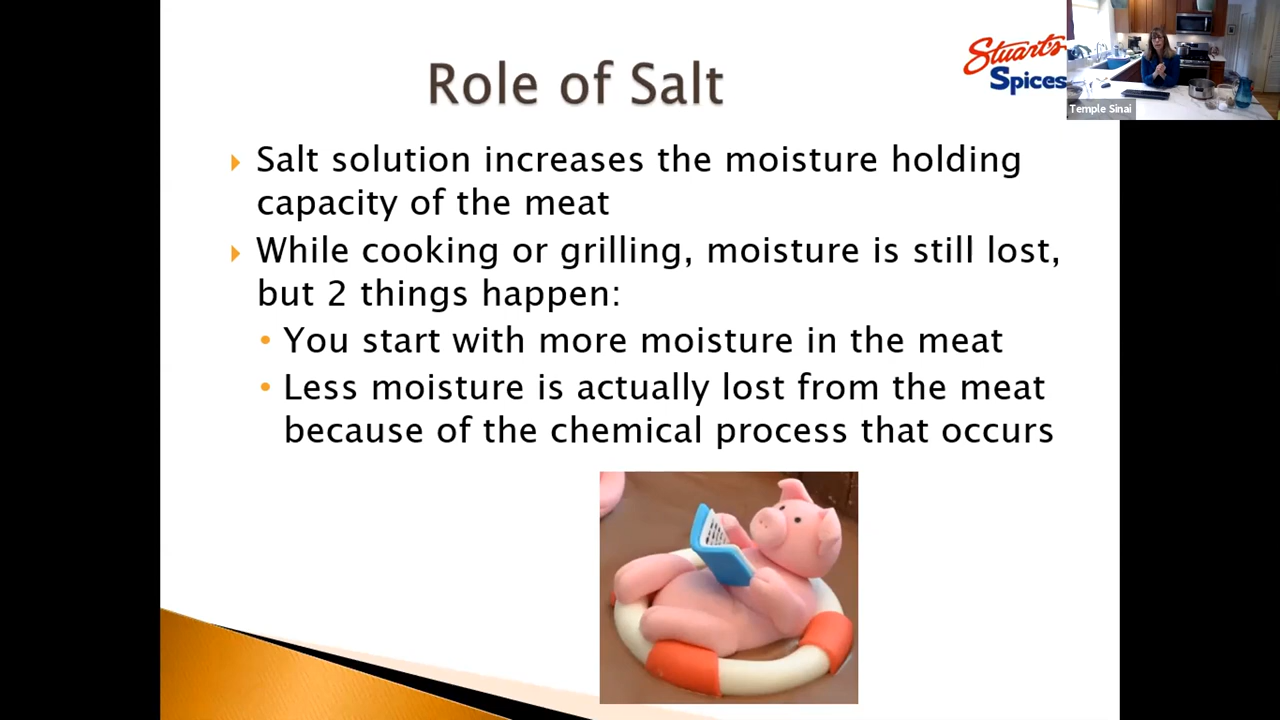 Role of Salt
Stuart's
Spices
Temple Sinai
Salt solution increases the moisture holding
capacity of the meat
While cooking or grilling, moisture is still lost,
but 2 things happen:
You start with more moisture in the meat
Less moisture is actually lost from the meat
because of the chemical process that occurs